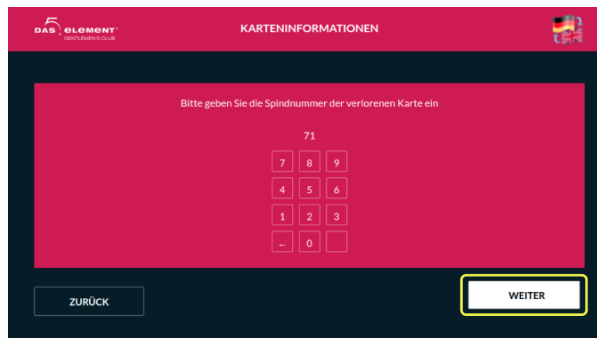 5
DAS ELEMENT
GENTLEMEN'S CLUB
KARTENINFORMATIONEN
Bitte geben Sie die Spindnummer der verlorenen Karte ein
71
7 8 9
4 5 6
1 2 3
← 0
ZURÜCK
WEITER